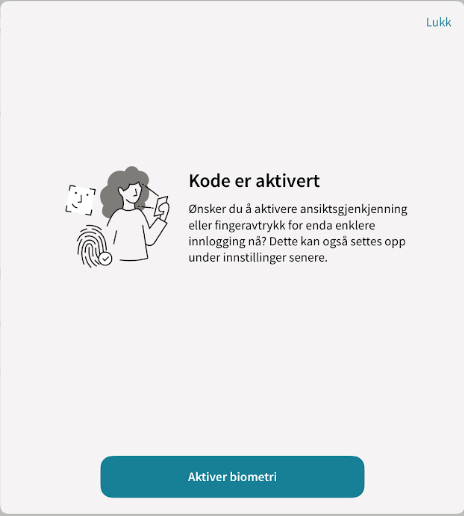 Lukk
Kode er aktivert
Ønsker du å aktivere ansiktsgjenkjenning
eller fingeravtrykk for enda enklere
innlogging nå? Dette kan også settes opp
under innstillinger senere.
Aktiver biometri